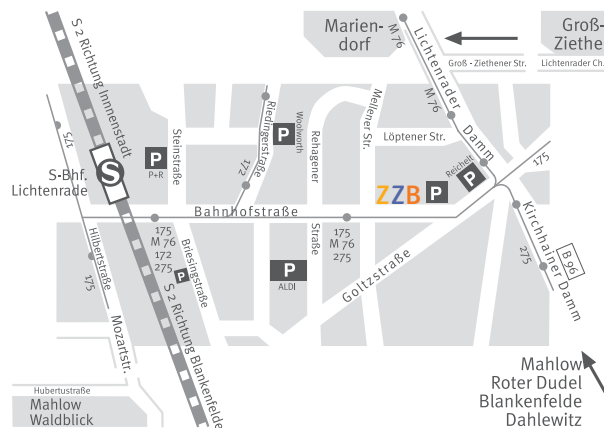 Marien-
dorf
M 76
Groß-
Ziethe
Groß - Ziethener Str.
Lichtenrader Ch.
S 2 Richtung Innnenstadt
Lichtenrader
Damm
M 76
Riedingerstraße
Woolworth
P
Mellener Str.
Löptener Str.
175
Steinstraße
P
P+R
Rehagener
Straße
Reichelt
P
175
S-Bhf.
Lichtenrade
S
172
ZZB
P
Bahnhofstraße
Kirchhainer Damm
B 96
275
Hilbertstraße
175
175
M 76
172
275
Briesingstraße
P
175
M 76
275
P
ALDI
Goltzstraße
Mozartstr.
S 2 Richtung Blankenfelde
Hubertustraße
Mahlow
Waldblick
Mahlow
Roter Dudel
Blankenfelde
Dahlewitz